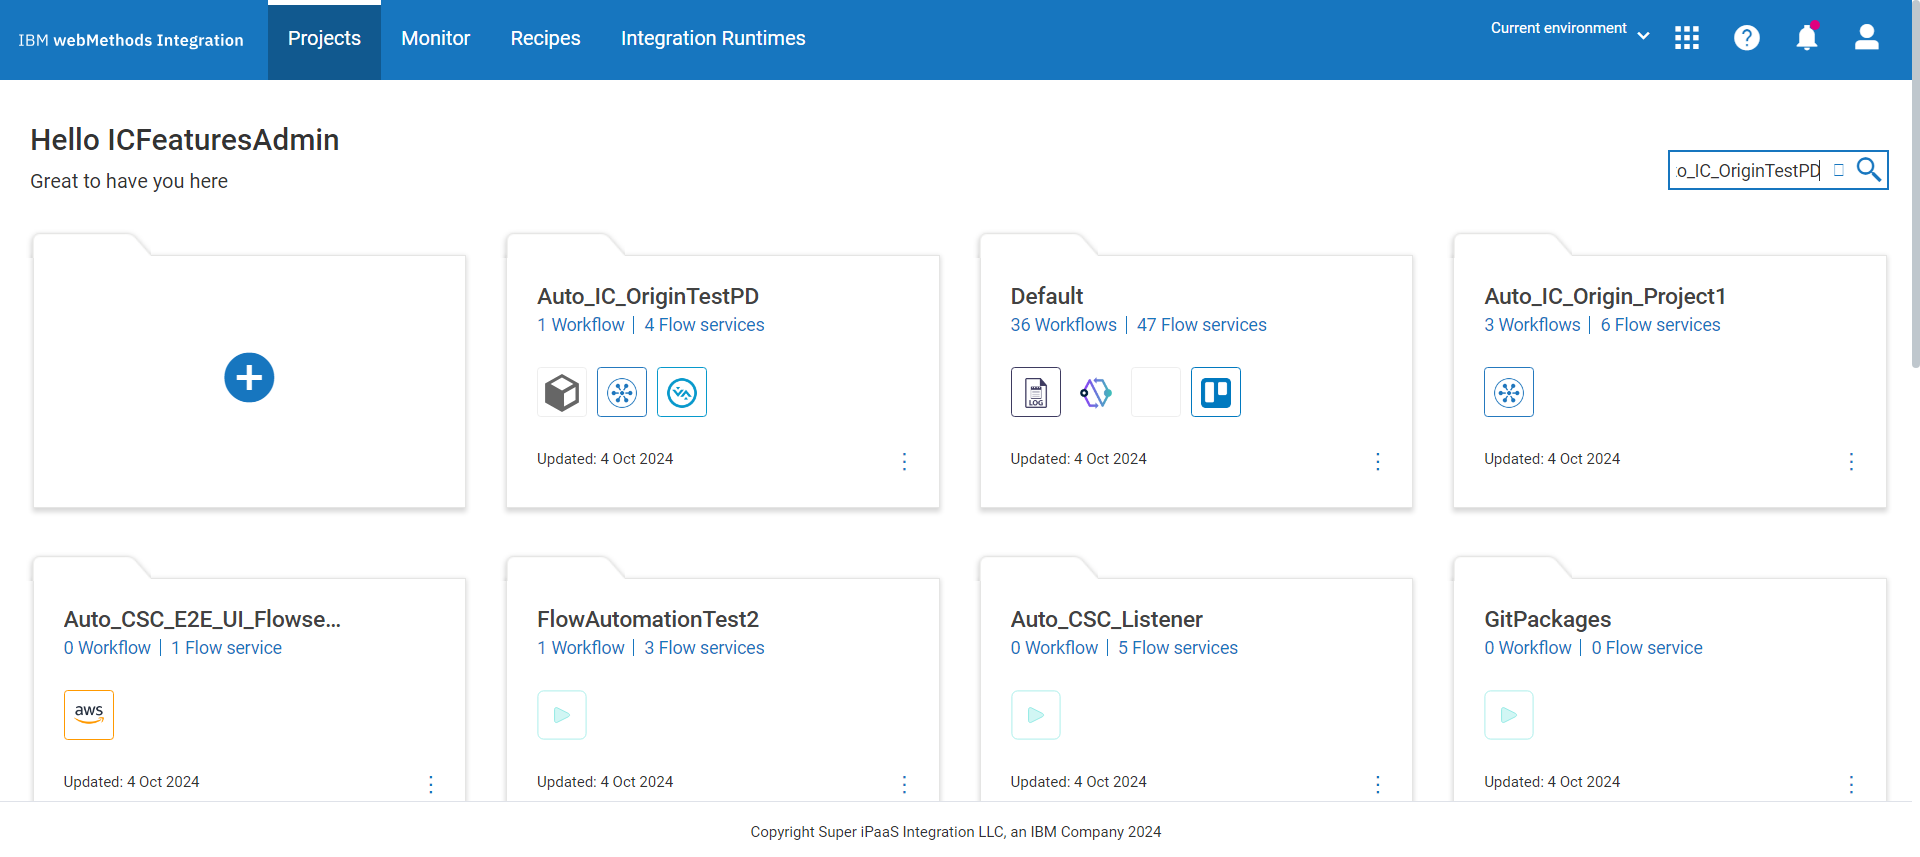 IBM webMethods Integration
Projects
Monitor
Recipes
Integration Runtimes
Current environment
?
Hello ICFeaturesAdmin
Great to have you here
o_IC_OriginTestPD
Auto_IC_OriginTestPD
1 Workflow | 4 Flow services
Updated: 4 Oct 2024
Default
36 Workflows | 47 Flow services
LOG
Updated: 4 Oct 2024
Auto_IC_Origin_Project1
3 Workflows | 6 Flow services
Updated: 4 Oct 2024
Auto_CSC_E2E_UI_Flowse...
0 Workflow | 1 Flow service
aws
Updated: 4 Oct 2024
FlowAutomationTest2
1 Workflow | 3 Flow services
Updated: 4 Oct 2024
Auto_CSC_Listener
0 Workflow | 5 Flow services
Updated: 4 Oct 2024
GitPackages
0 Workflow | 0 Flow service
Updated: 4 Oct 2024
Copyright Super iPaaS Integration LLC, an IBM Company 2024